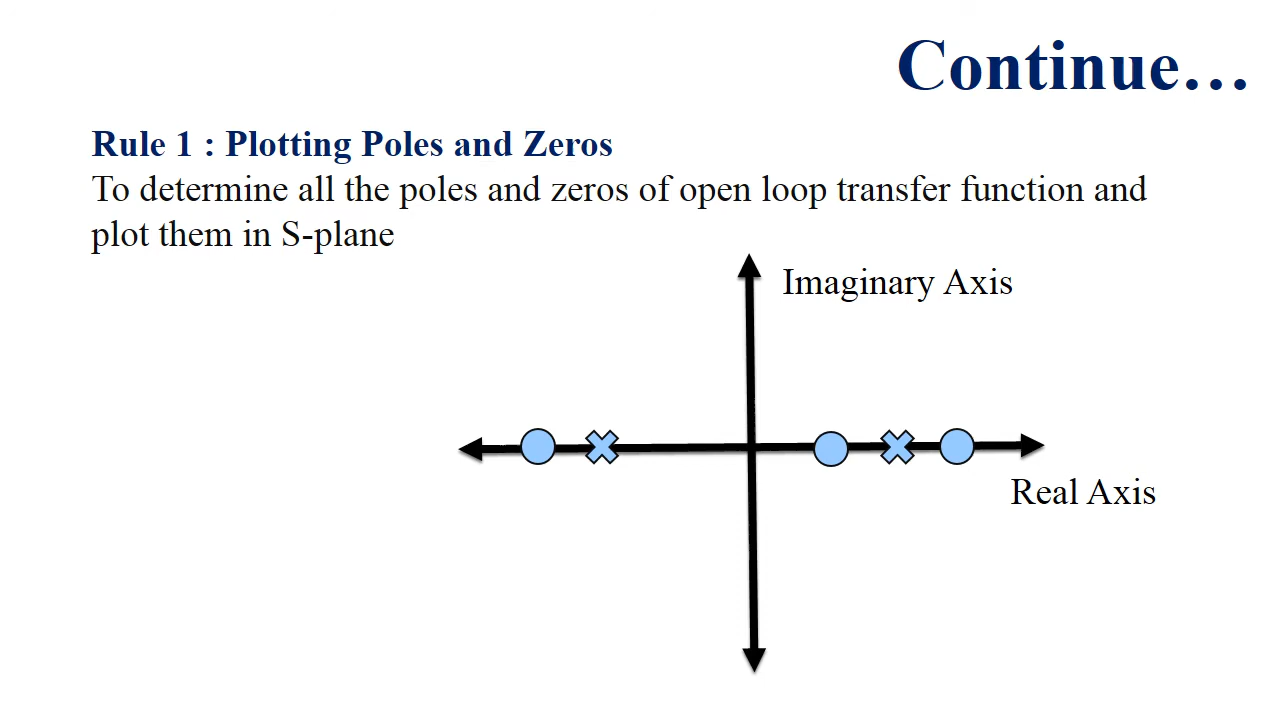 Continue…
Rule 1 : Plotting Poles and Zeros
To determine all the poles and zeros of open loop transfer function and
plot them in S-plane
Imaginary Axis
Real Axis